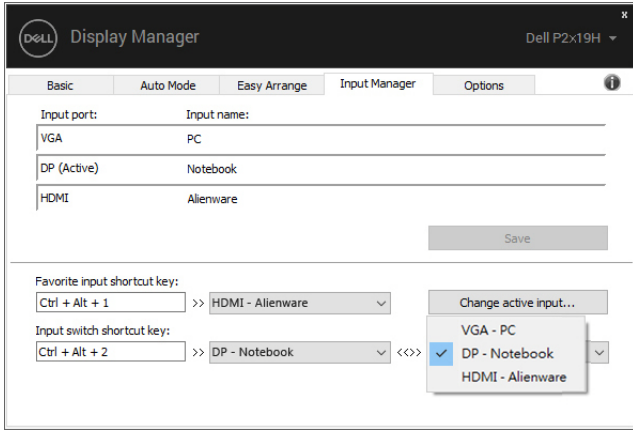 x
DELL Display Manager Dell P2x19H
Basic Auto Mode Easy Arrange Input Manager Options i
Input port: Input name:
VGA PC
DP (Active) Notebook
HDMI Alienware
Save
Favorite input shortcut key:
Ctrl + Alt + 1 >> HDMI - Alienware Change active input...
Input switch shortcut key:
Ctrl + Alt + 2 >> DP - Notebook <<>>
VGA - PC
DP - Notebook
HDMI - Alienware